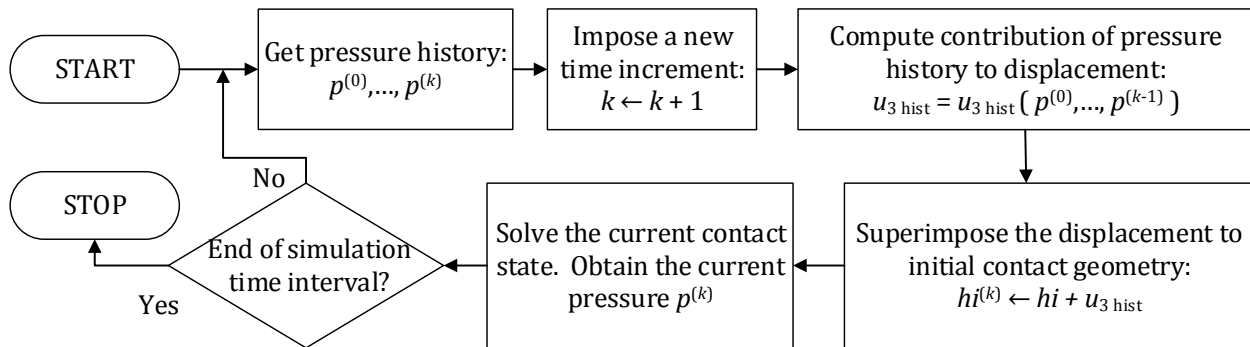 START
Get pressure history:
p⁽⁰⁾,…, p⁽ᵏ⁾
Impose a new
time increment:
k ← k + 1
Compute contribution of pressure
history to displacement:
u₃ hist = u₃ hist ( p⁽⁰⁾,…, p⁽ᵏ⁻¹⁾ )
Superimpose the displacement to
initial contact geometry:
hi⁽ᵏ⁾ ← hi + u₃ hist
Solve the current contact
state. Obtain the current
pressure p⁽ᵏ⁾
End of simulation
time interval?
No
Yes
STOP